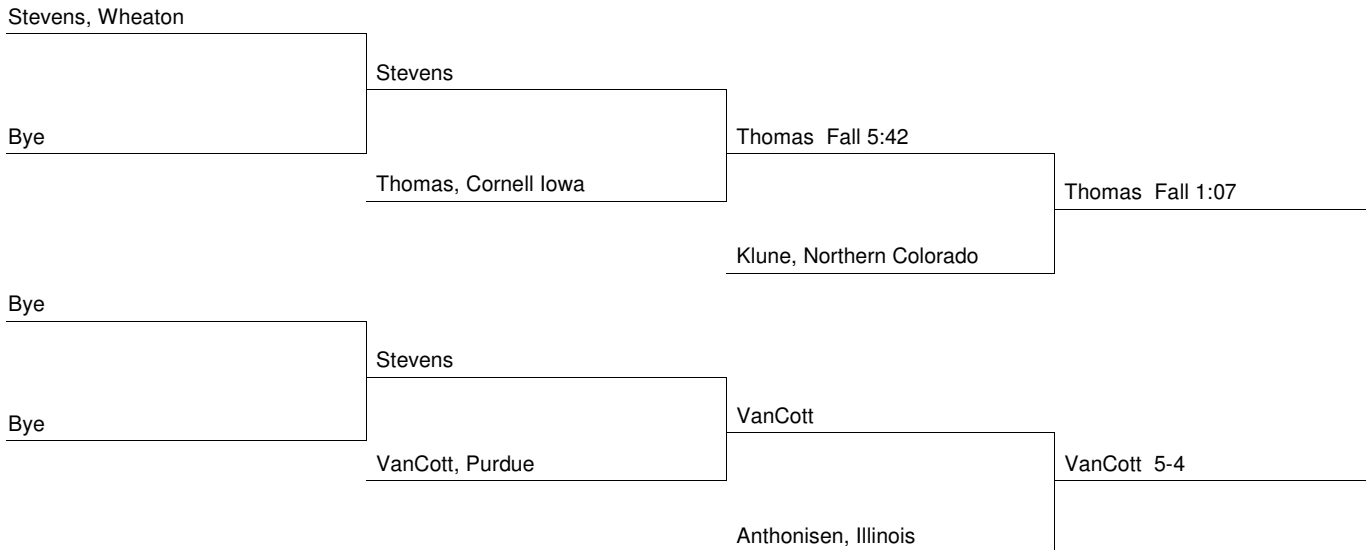 Stevens, Wheaton
Stevens
Bye
Thomas  Fall 5:42
Thomas, Cornell Iowa
Thomas  Fall 1:07
Klune, Northern Colorado
Bye
Stevens
Bye
VanCott
VanCott, Purdue
VanCott  5-4
Anthonisen, Illinois